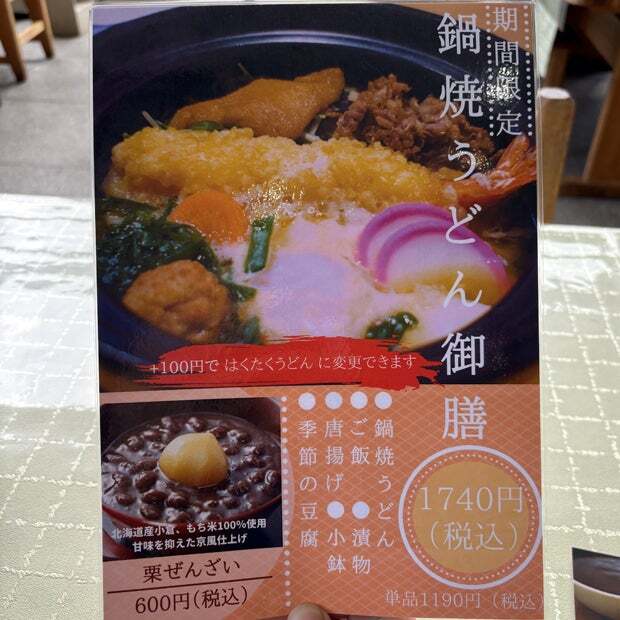 期間限定
鍋焼うどん御膳
+100円で はくたくうどん に変更できます
●鍋焼うどん
●ご飯 ●漬物
●唐揚げ ●小鉢
●季節の豆腐
1740円
(税込)
単品1190円 (税込)
北海道産小倉、もち米100%使用
甘味を抑えた京風仕上げ
栗ぜんざい
600円(税込)